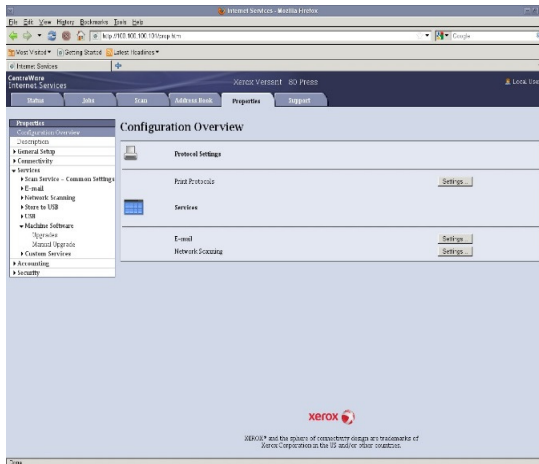 Internet Services - Mozilla Firefox
File Edit View History Bookmarks Tools Help
Google
Most Visited Getting Started Latest Headlines
Internet Services
CentreWare
Internet Services
Xerox Versant 80 Press
Status Jobs Scan Address Book Properties Support
Properties
Configuration Overview
Description
General Setup
Connectivity
Services
Scan Service - Common Settings
E-mail
Network Scanning
Store to USB
USB
Machine Software
Upgrades
Manual Upgrade
Custom Services
Accounting
Security
Configuration Overview
Protocol Settings
Print Protocols Settings...
Services
E-mail Settings...
Network Scanning Settings...
xerox
XEROX® and the sphere of connectivity design are trademarks of
Xerox Corporation in the US and/or other countries.
Done